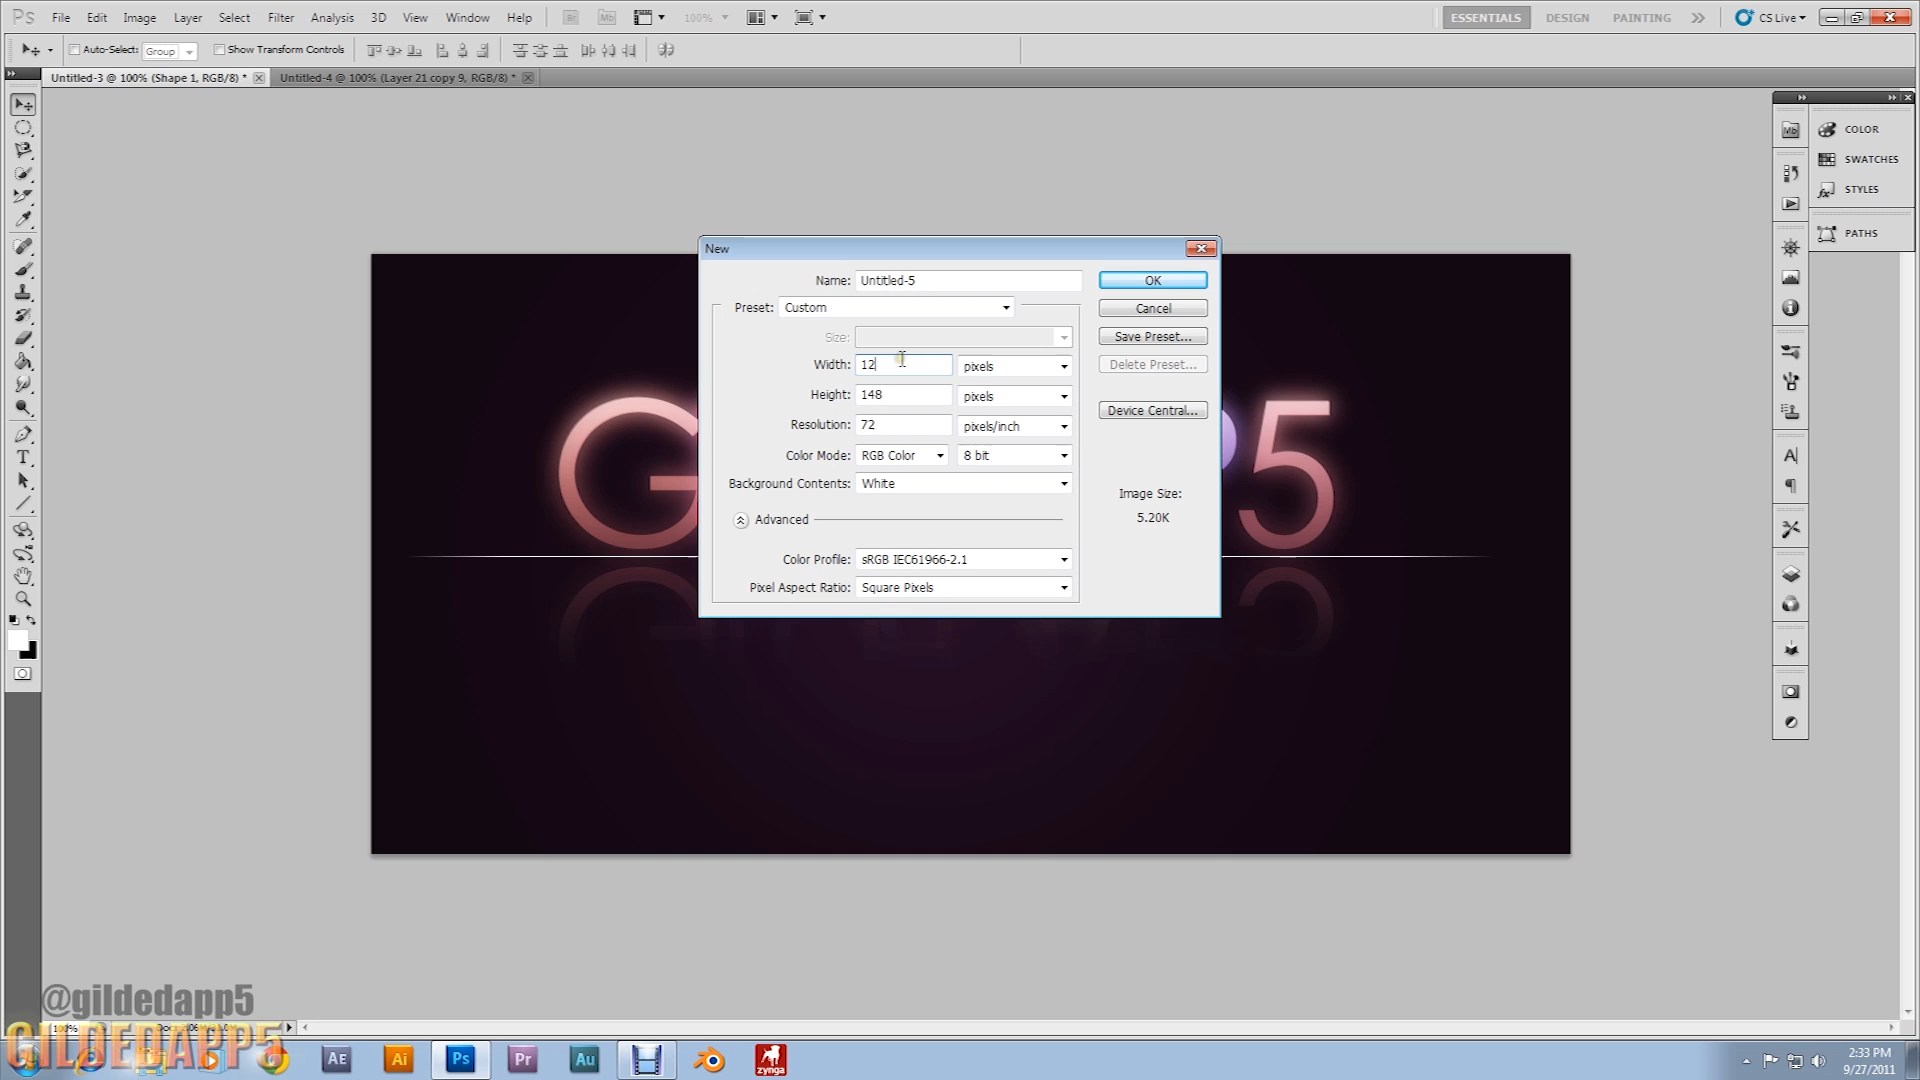 Ps File Edit Image Layer Select Filter Analysis 3D View Window Help Br Mb 100% ESSENTIALS DESIGN PAINTING CS Live
Auto-Select: Group Show Transform Controls
Untitled-3 @ 100% (Shape 1, RGB/8) * Untitled-4 @ 100% (Layer 21 copy 9, RGB/8) *
Mb COLOR
SWATCHES
STYLES
PATHS
New
Name: Untitled-5 OK
Preset: Custom Cancel
Size: Save Preset...
Width: 12 pixels Delete Preset...
Height: 148 pixels Device Central...
Resolution: 72 pixels/inch
Color Mode: RGB Color 8 bit
Background Contents: White Image Size:
5.20K
Advanced
Color Profile: sRGB IEC61966-2.1
Pixel Aspect Ratio: Square Pixels
G 5
@gildedapp5
100%
GILDEDAPP5
AE Ai Ps Pr Au zynga
2:33 PM
9/27/2011